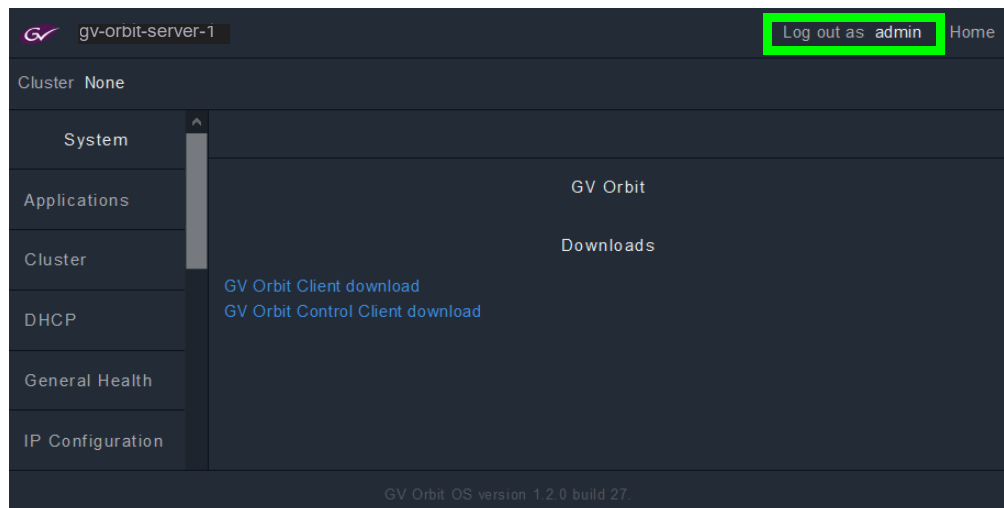 GV gv-orbit-server-1 Log out as admin Home
Cluster None
System
Applications
Cluster
DHCP
General Health
IP Configuration
GV Orbit
Downloads
GV Orbit Client download
GV Orbit Control Client download
GV Orbit OS version 1.2.0 build 27.